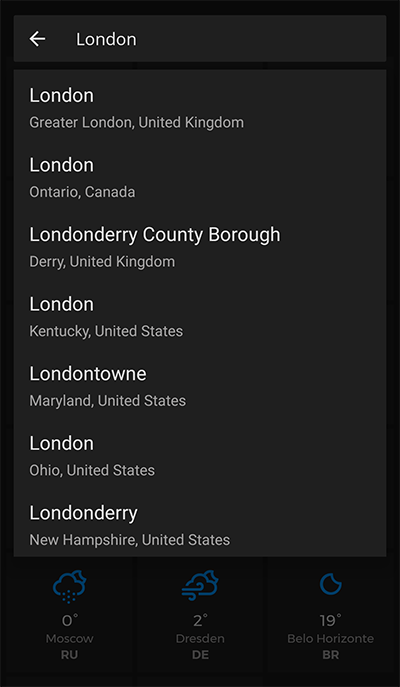 London
London
Greater London, United Kingdom
London
Ontario, Canada
Londonderry County Borough
Derry, United Kingdom
London
Kentucky, United States
Londontowne
Maryland, United States
London
Ohio, United States
Londonderry
New Hampshire, United States
0° 2° 19°
Moscow Dresden Belo Horizonte
RU DE BR